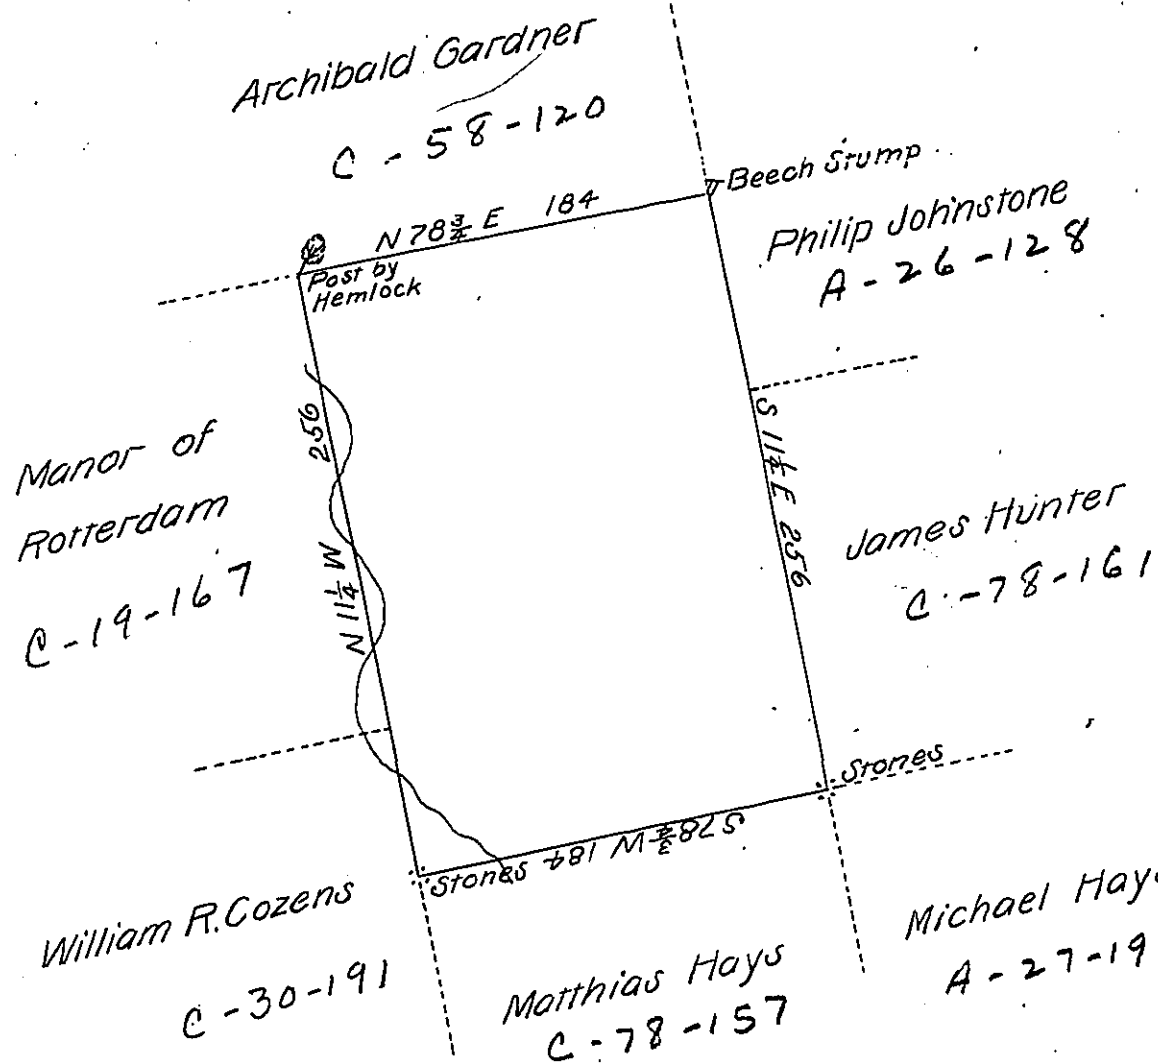 Archibald Gardner
C - 58-120
Beech Stump
N 78¾ E 184
Philip Johnstone
A-26-128
Post by
Hemlock
256
N 11¼ W
Manor of
Rotterdam
C-19-167
S 11¼ E 256
James Hunter
C-78-161
Stones
S 78¾ W 184
Stones
William R. Cozens
C-30-191
Matthias Hays
C-78-157
Michael Hay
A-27-19